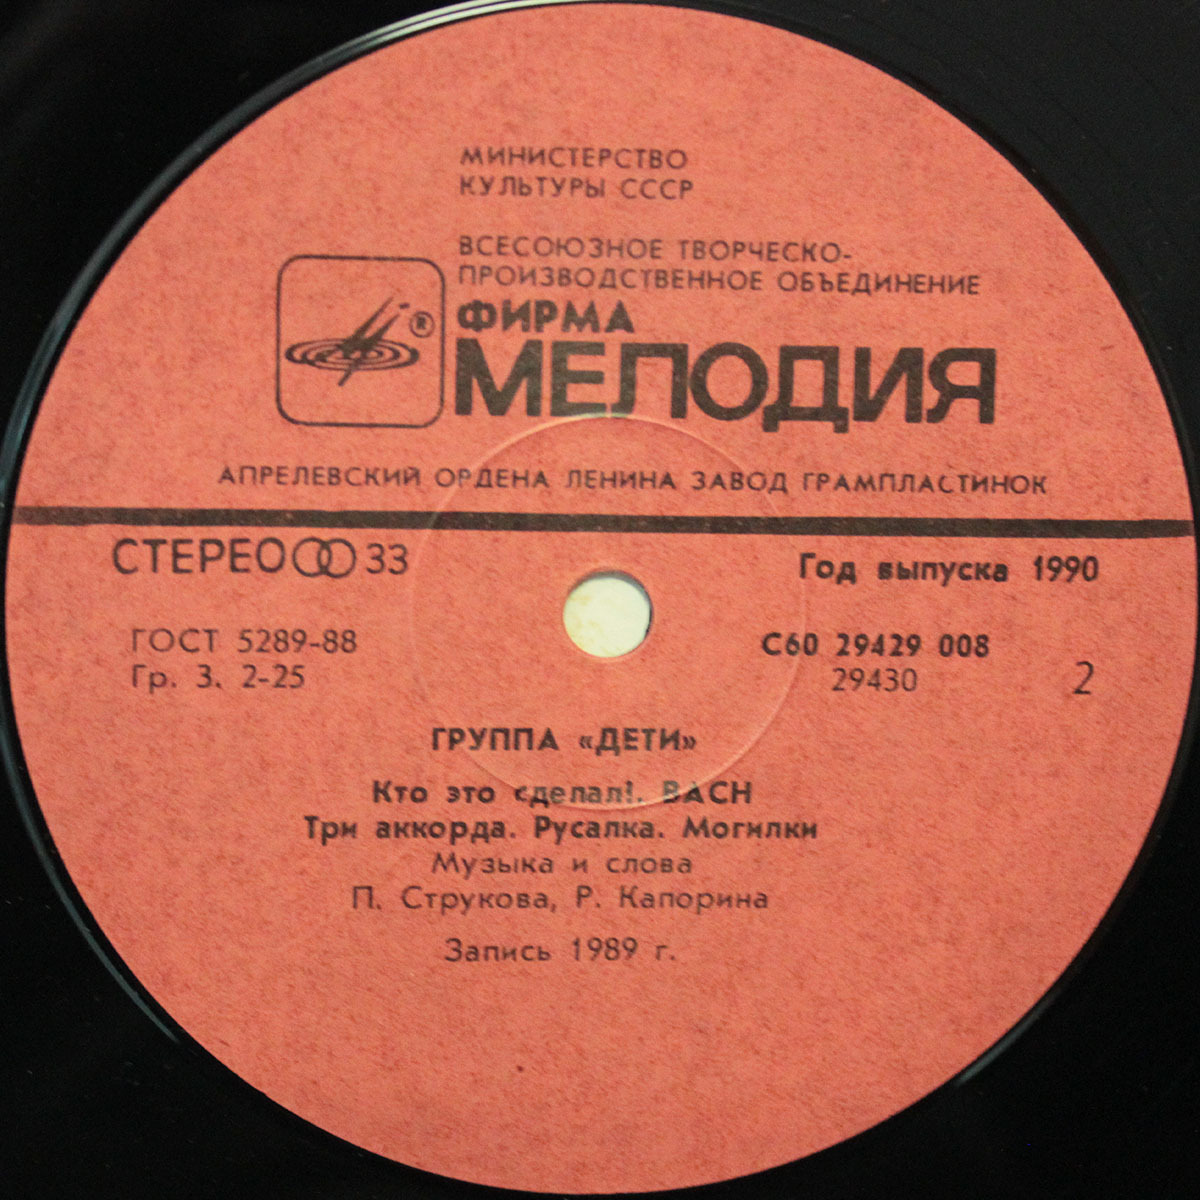 МИНИСТЕРСТВО
КУЛЬТУРЫ СССР
ВСЕСОЮЗНОЕ ТВОРЧЕСКО-
ПРОИЗВОДСТВЕННОЕ ОБЪЕДИНЕНИЕ
®
ФИРМА
МЕЛОДИЯ
АПРЕЛЕВСКИЙ ОРДЕНА ЛЕНИНА ЗАВОД ГРАМПЛАСТИНОК
СТЕРЕО 33
Год выпуска 1990
ГОСТ 5289-88
Гр. 3. 2-25
С60 29429 008
29430
2
ГРУППА «ДЕТИ»
Кто это сделал!. BACH
Три аккорда. Русалка. Могилки
Музыка и слова
П. Струкова, Р. Капорина
Запись 1989 г.